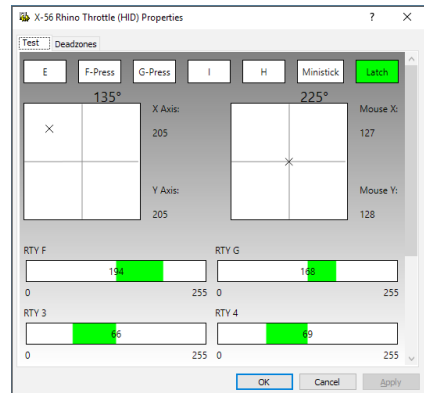 X-56 Rhino Throttle (HID) Properties
Test Deadzones
E F-Press G-Press I H Ministick Latch
135° 225°
X Axis: Mouse X:
205 127
Y Axis: Mouse Y:
205 128
RTY F RTY G
194 168
0 255 0 255
RTY 3 RTY 4
66 69
0 255 0 255
OK Cancel Apply